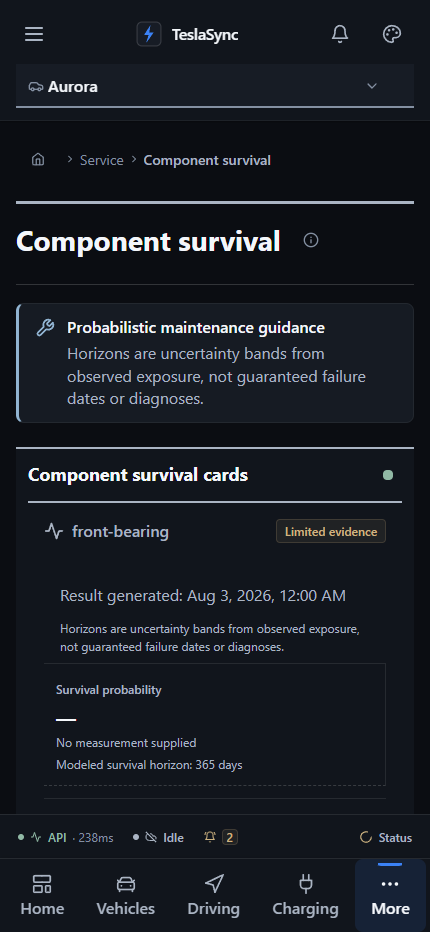 TeslaSync
Aurora
Service
Component survival
Component survival
Probabilistic maintenance guidance
Horizons are uncertainty bands from
observed exposure, not guaranteed failure
dates or diagnoses.
Component survival cards
front-bearing
Limited evidence
Result generated: Aug 3, 2026, 12:00 AM
Horizons are uncertainty bands from observed exposure,
not guaranteed failure dates or diagnoses.
Survival probability
—
No measurement supplied
Modeled survival horizon: 365 days
API · 238ms
Idle
2
Status
Home
Vehicles
Driving
Charging
More